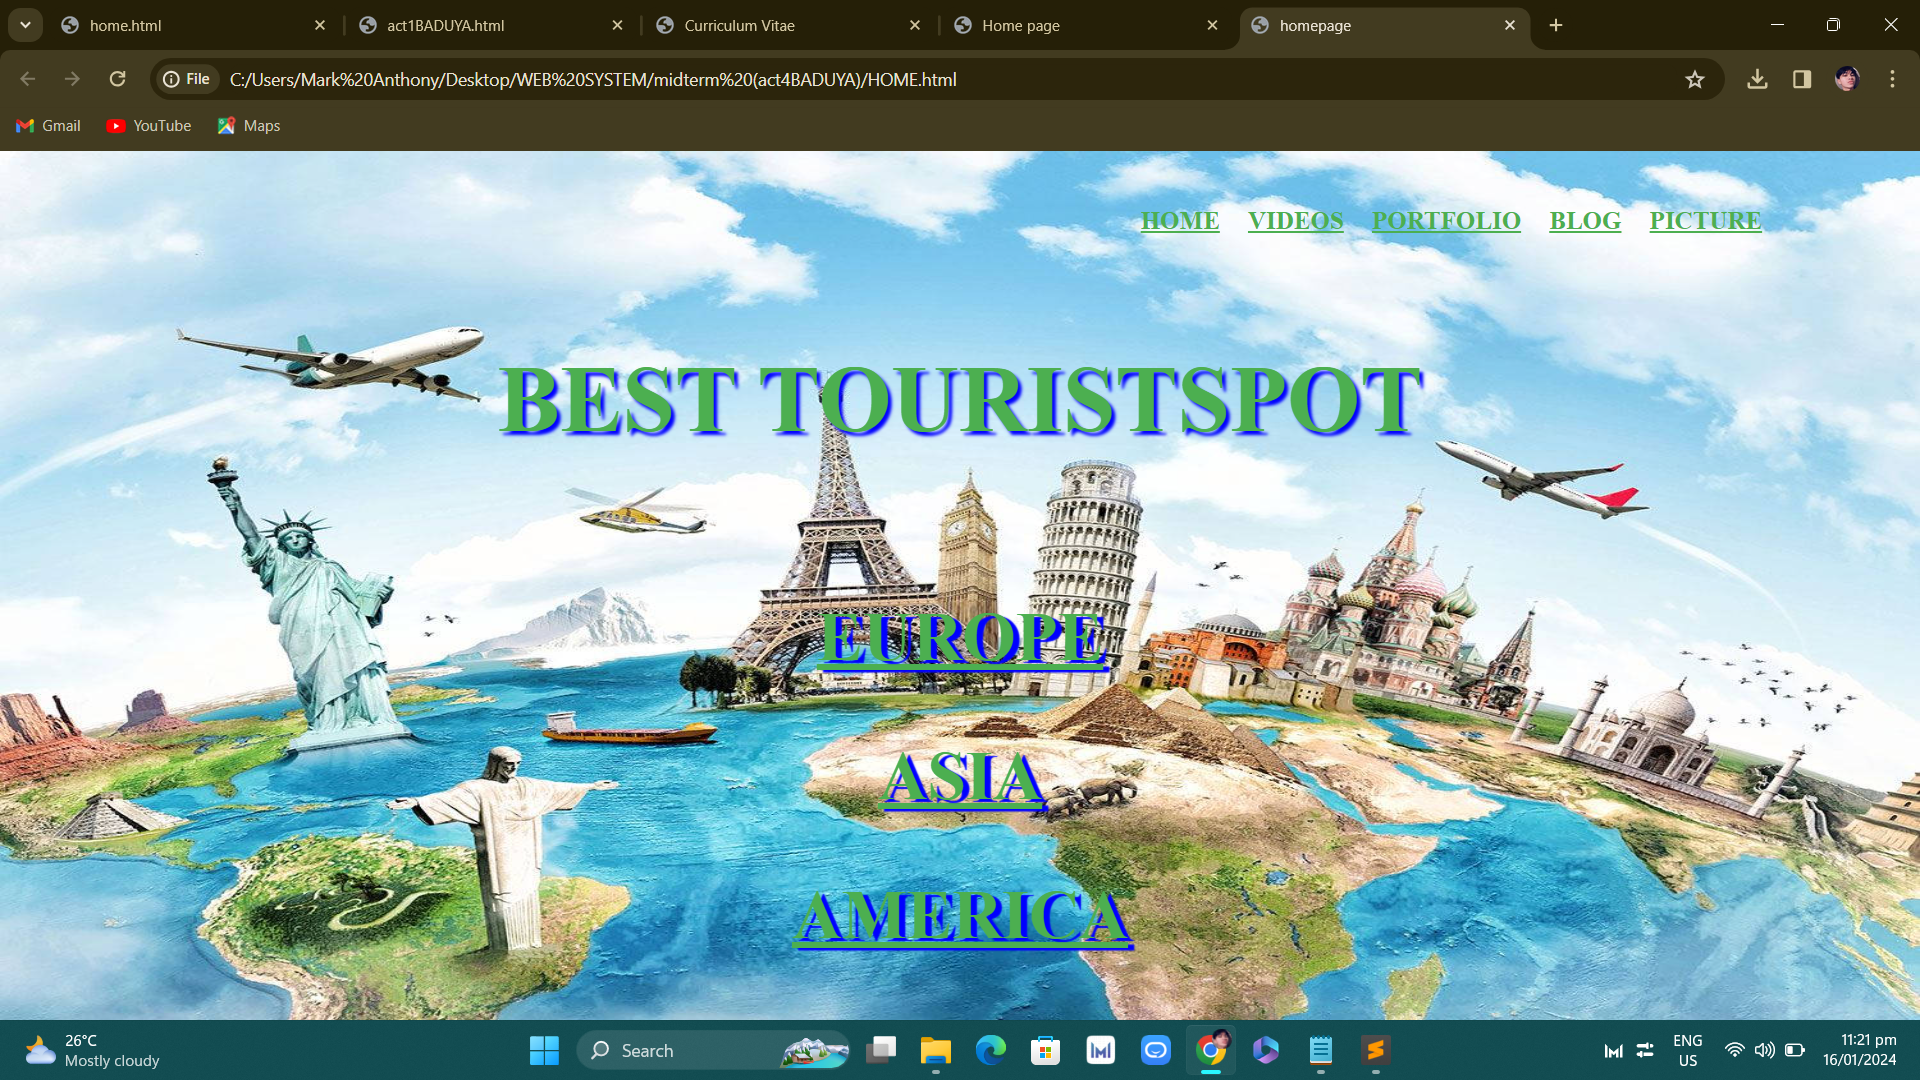 home.html
act1BADUYA.html
Curriculum Vitae
Home page
homepage
File
C:/Users/Mark%20Anthony/Desktop/WEB%20SYSTEM/midterm%20(act4BADUYA)/HOME.html
Gmail
YouTube
Maps
HOME VIDEOS PORTFOLIO BLOG PICTURE
BEST TOURISTSPOT
EUROPE
ASIA
AMERICA
26°C
Mostly cloudy
Search
ENG
US
11:21 pm
16/01/2024